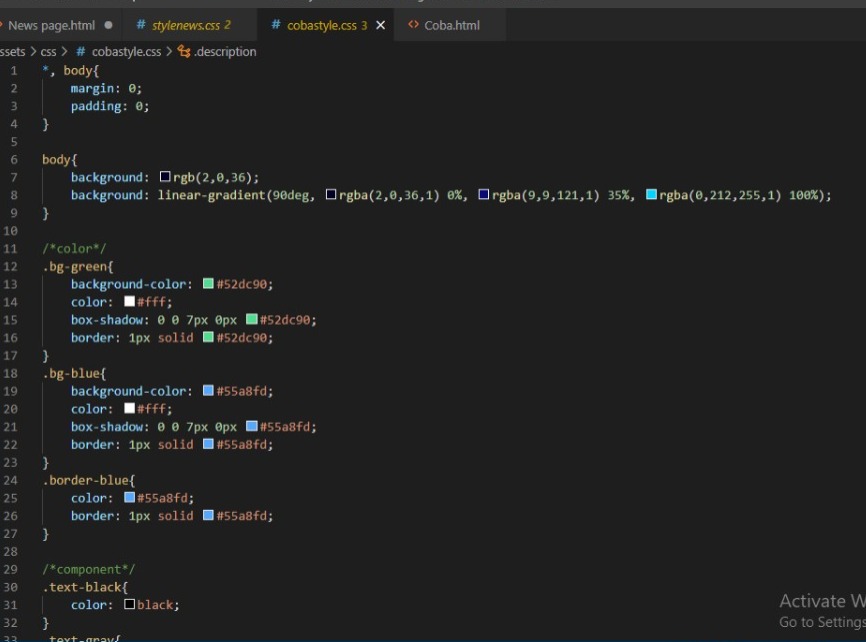 News page.html
# stylenews.css 2
# cobastyle.css 3
<> Coba.html
ssets > css > # cobastyle.css > .description
1 *, body{
2 margin: 0;
3 padding: 0;
4 }
5
6 body{
7 background: rgb(2,0,36);
8 background: linear-gradient(90deg, rgba(2,0,36,1) 0%, rgba(9,9,121,1) 35%, rgba(0,212,255,1) 100%);
9 }
10
11 /*color*/
12 .bg-green{
13 background-color: #52dc90;
14 color: #fff;
15 box-shadow: 0 0 7px 0px #52dc90;
16 border: 1px solid #52dc90;
17 }
18 .bg-blue{
19 background-color: #55a8fd;
20 color: #fff;
21 box-shadow: 0 0 7px 0px #55a8fd;
22 border: 1px solid #55a8fd;
23 }
24 .border-blue{
25 color: #55a8fd;
26 border: 1px solid #55a8fd;
27 }
28
29 /*component*/
30 .text-black{
31 color: black;
32 }
33 .text-gray{
Activate W
Go to Settings